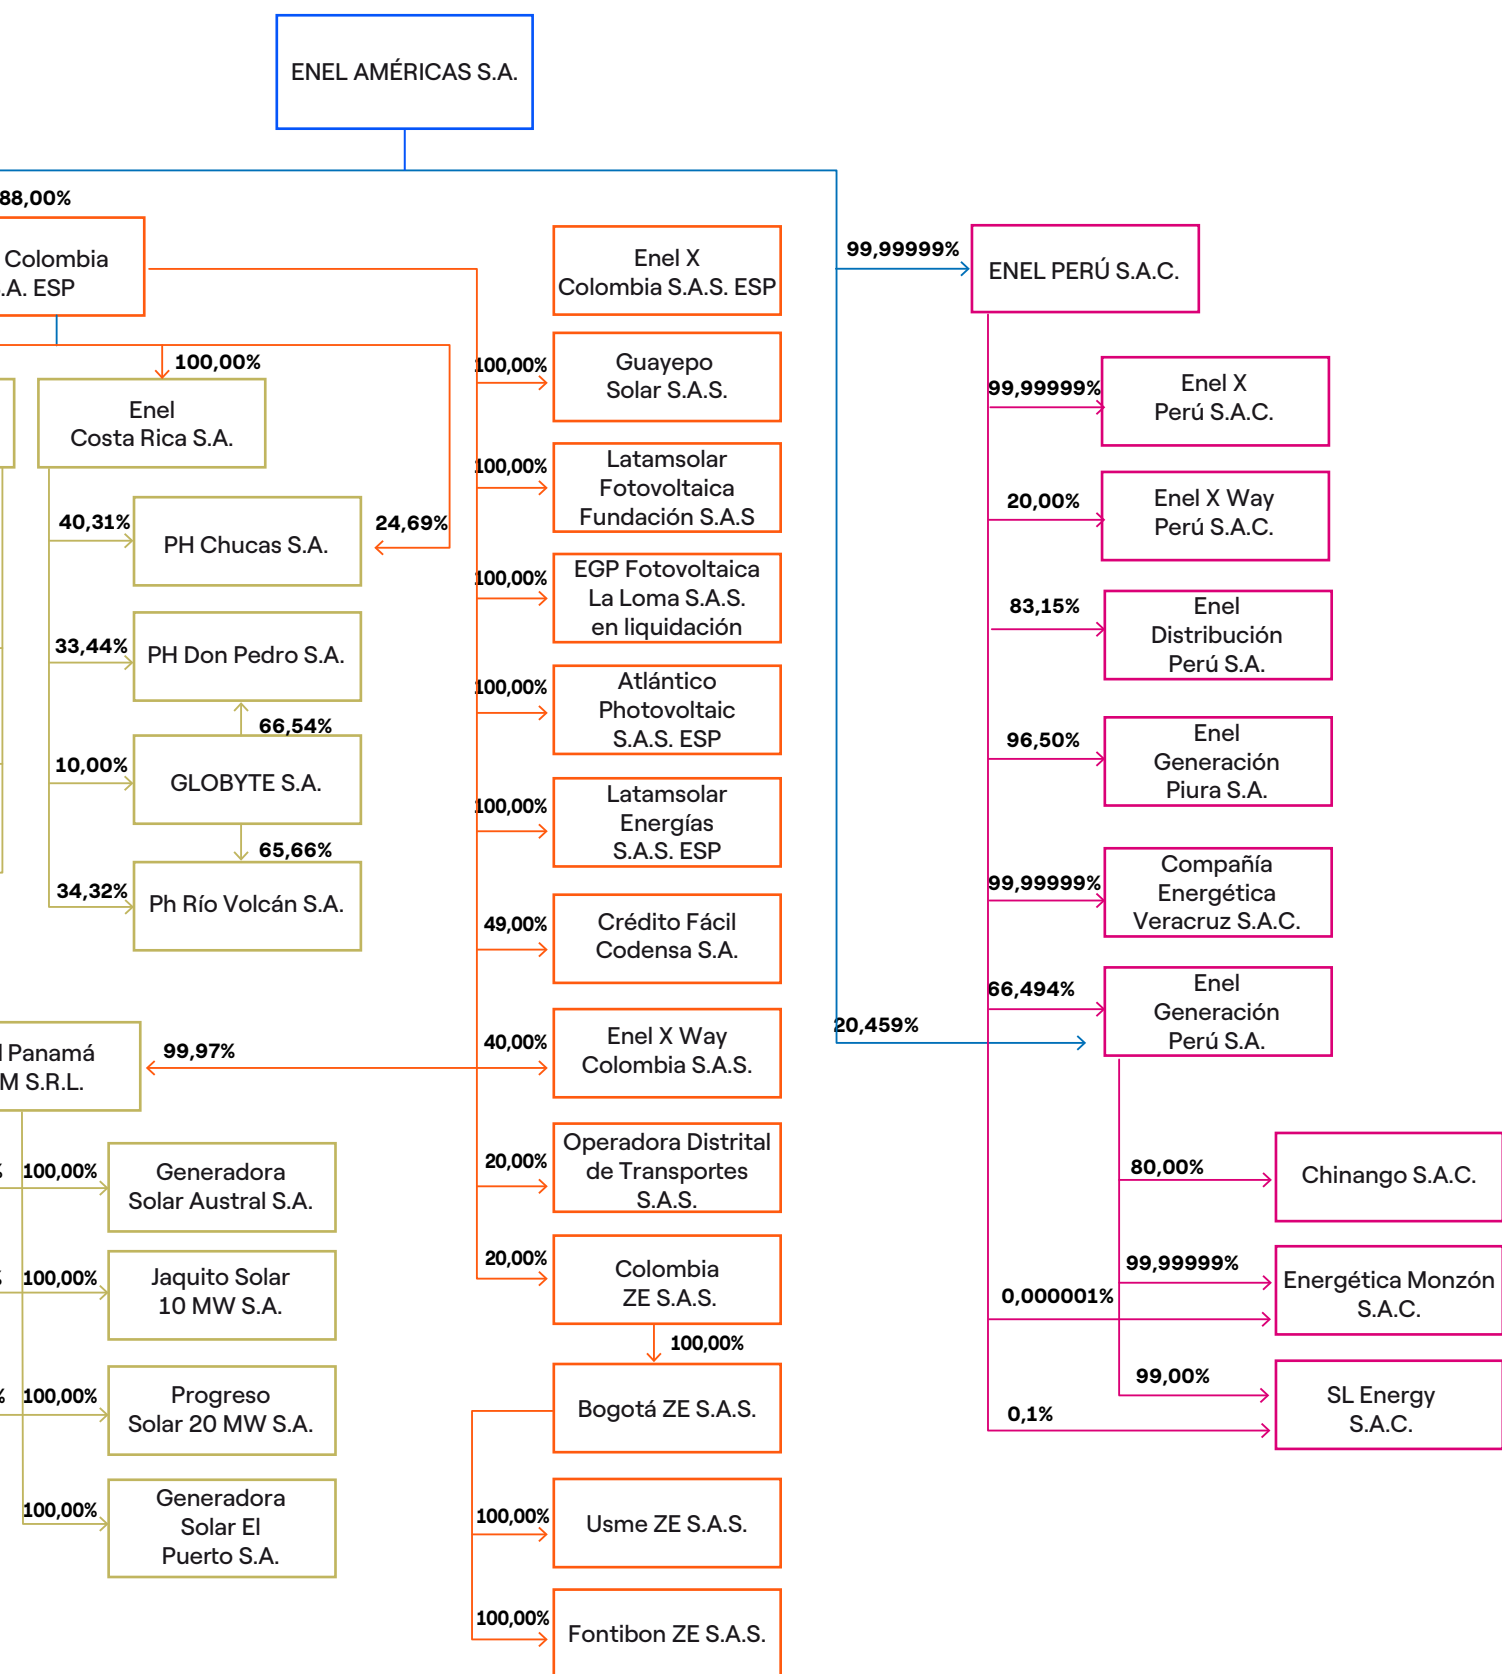 ENEL AMÉRICAS S.A.
88,00%
Colombia
.A. ESP
100,00%
Enel
Costa Rica S.A.
40,31%
PH Chucas S.A.
24,69%
33,44%
PH Don Pedro S.A.
66,54%
10,00%
GLOBYTE S.A.
65,66%
34,32%
Ph Río Volcán S.A.
Panamá
M S.R.L.
99,97%
%
100,00%
Generadora
Solar Austral S.A.
%
100,00%
Jaquito Solar
10 MW S.A.
%
100,00%
Progreso
Solar 20 MW S.A.
100,00%
Generadora
Solar El
Puerto S.A.
Enel X
Colombia S.A.S. ESP
100,00%
Guayepo
Solar S.A.S.
100,00%
Latamsolar
Fotovoltaica
Fundación S.A.S
100,00%
EGP Fotovoltaica
La Loma S.A.S.
en liquidación
100,00%
Atlántico
Photovoltaic
S.A.S. ESP
100,00%
Latamsolar
Energías
S.A.S. ESP
49,00%
Crédito Fácil
Codensa S.A.
40,00%
Enel X Way
Colombia S.A.S.
20,00%
Operadora Distrital
de Transportes
S.A.S.
20,00%
Colombia
ZE S.A.S.
100,00%
Bogotá ZE S.A.S.
100,00%
Usme ZE S.A.S.
100,00%
Fontibon ZE S.A.S.
99,99999%
ENEL PERÚ S.A.C.
99,99999%
Enel X
Perú S.A.C.
20,00%
Enel X Way
Perú S.A.C.
83,15%
Enel
Distribución
Perú S.A.
96,50%
Enel
Generación
Piura S.A.
99,99999%
Compañía
Energética
Veracruz S.A.C.
66,494%
20,459%
Enel
Generación
Perú S.A.
80,00%
Chinango S.A.C.
99,99999%
0,000001%
Energética Monzón
S.A.C.
99,00%
0,1%
SL Energy
S.A.C.